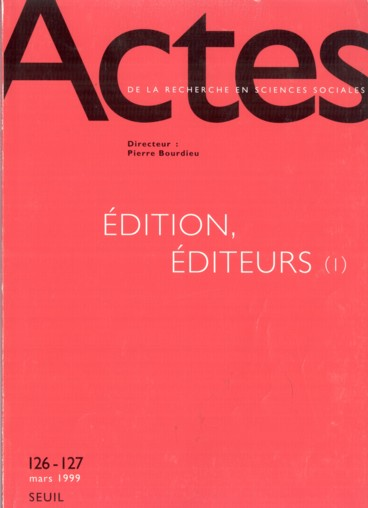 Actes
DE LA RECHERCHE EN SCIENCES SOCIALES
Directeur :
Pierre Bourdieu
ÉDITION,
ÉDITEURS (1)
126-127
mars 1999
SEUIL